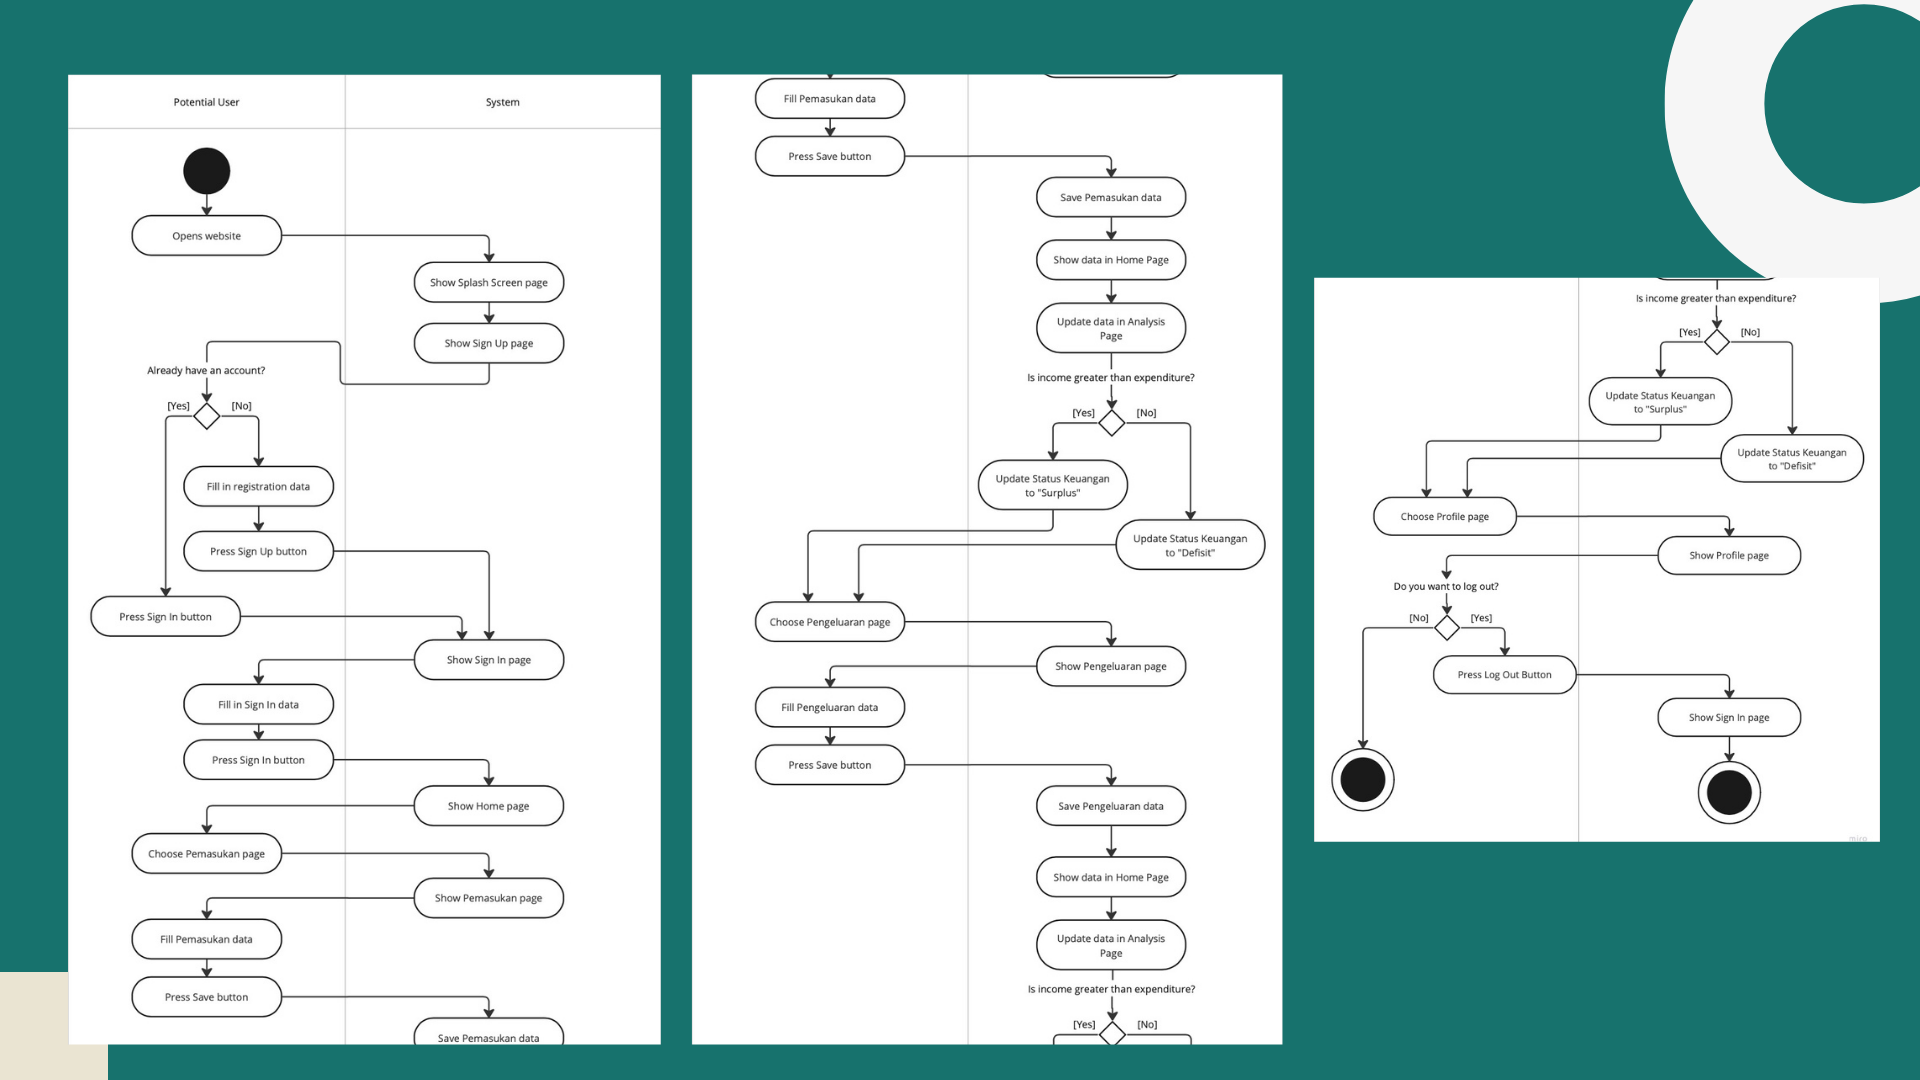 Potential User
System
Opens website
Show Splash Screen page
Show Sign Up page
Already have an account?
[Yes]
[No]
Fill in registration data
Press Sign Up button
Press Sign In button
Show Sign In page
Fill in Sign In data
Press Sign In button
Show Home page
Choose Pemasukan page
Show Pemasukan page
Fill Pemasukan data
Press Save button
Save Pemasukan data
Fill Pemasukan data
Press Save button
Save Pemasukan data
Show data in Home Page
Update data in Analysis
Page
Is income greater than expenditure?
[Yes]
[No]
Update Status Keuangan
to "Surplus"
Update Status Keuangan
to "Defisit"
Choose Pengeluaran page
Show Pengeluaran page
Fill Pengeluaran data
Press Save button
Save Pengeluaran data
Show data in Home Page
Update data in Analysis
Page
Is income greater than expenditure?
[Yes]
[No]
Is income greater than expenditure?
[Yes]
[No]
Update Status Keuangan
to "Surplus"
Update Status Keuangan
to "Defisit"
Choose Profile page
Show Profile page
Do you want to log out?
[No]
[Yes]
Press Log Out Button
Show Sign In page
miro